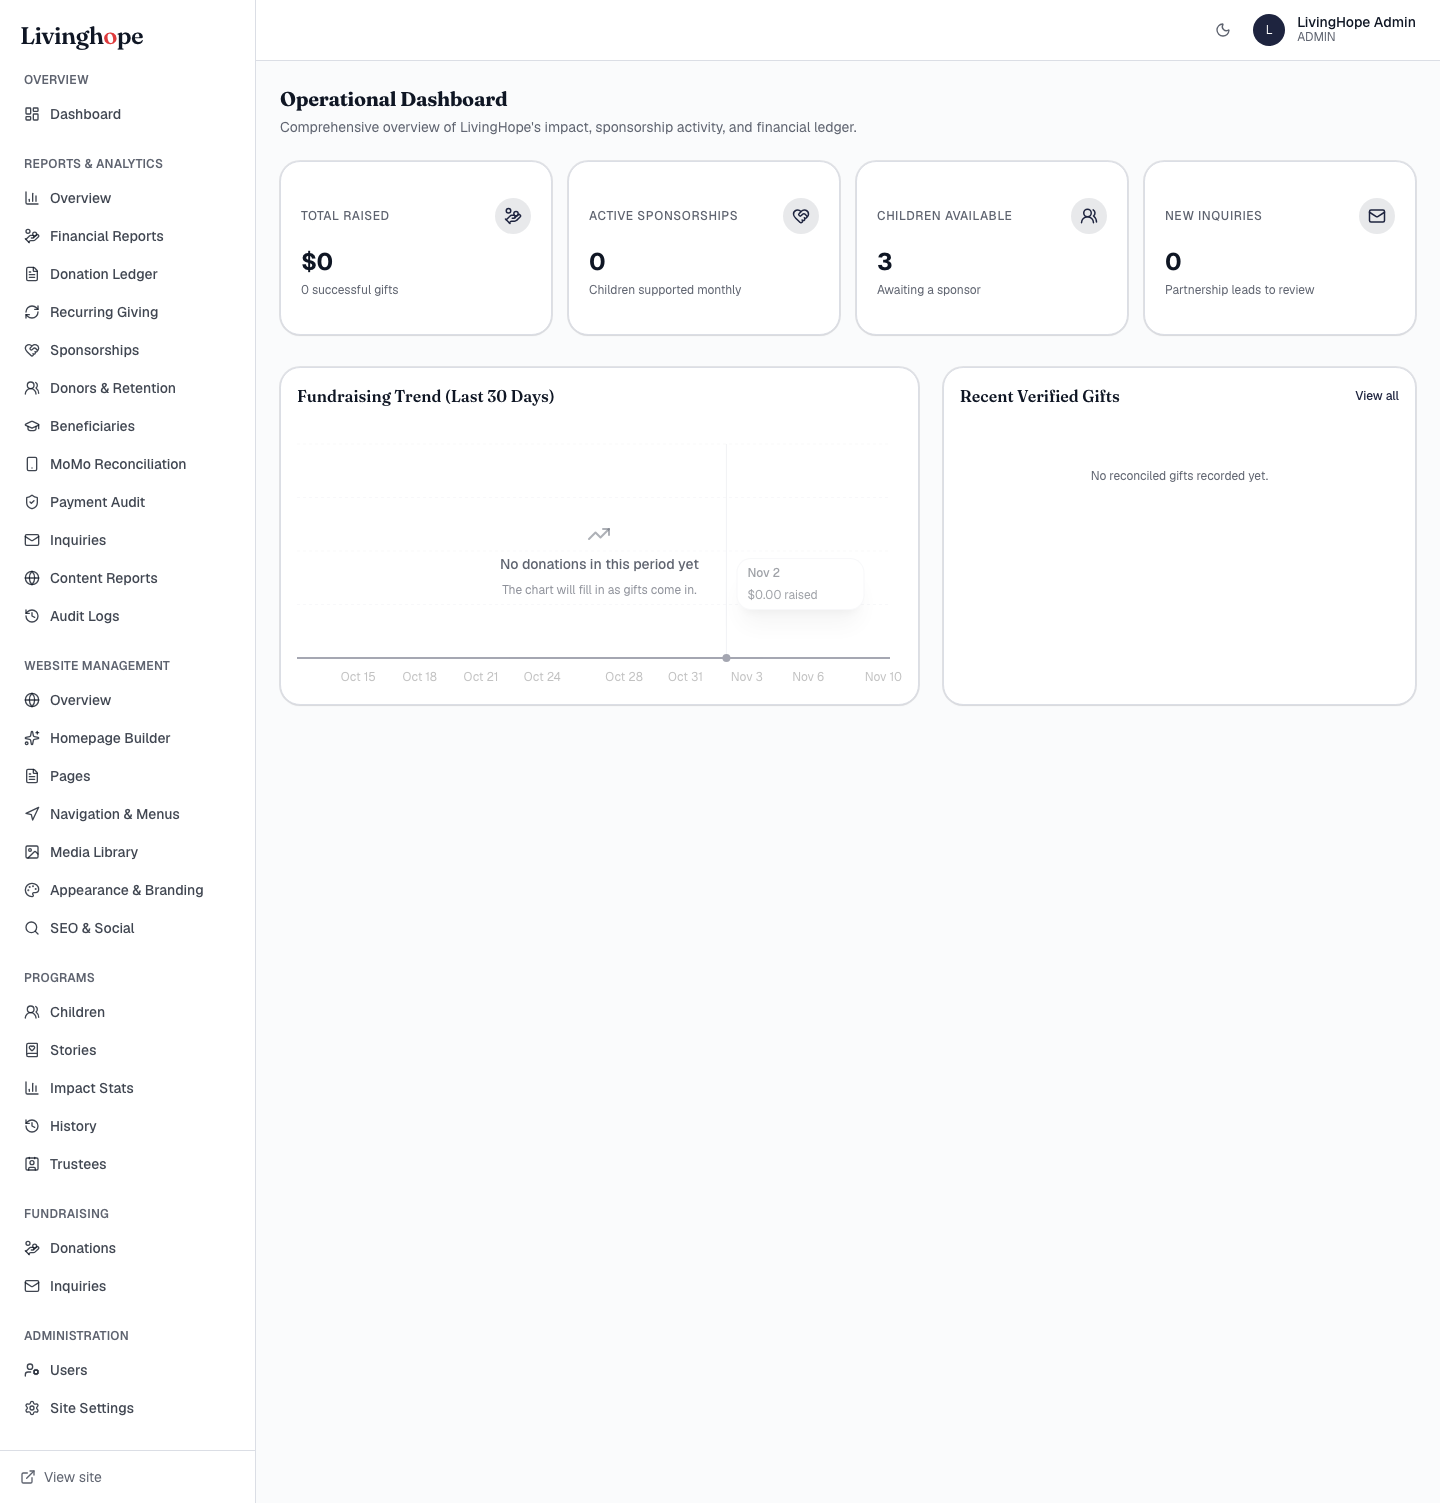 Livinghope
OVERVIEW
Dashboard
REPORTS & ANALYTICS
Overview
Financial Reports
Donation Ledger
Recurring Giving
Sponsorships
Donors & Retention
Beneficiaries
MoMo Reconciliation
Payment Audit
Inquiries
Content Reports
Audit Logs
WEBSITE MANAGEMENT
Overview
Homepage Builder
Pages
Navigation & Menus
Media Library
Appearance & Branding
SEO & Social
PROGRAMS
Children
Stories
Impact Stats
History
Trustees
FUNDRAISING
Donations
Inquiries
ADMINISTRATION
Users
Site Settings
View site
L
LivingHope Admin
ADMIN
Operational Dashboard
Comprehensive overview of LivingHope's impact, sponsorship activity, and financial ledger.
TOTAL RAISED
$0
0 successful gifts
ACTIVE SPONSORSHIPS
0
Children supported monthly
CHILDREN AVAILABLE
3
Awaiting a sponsor
NEW INQUIRIES
0
Partnership leads to review
Fundraising Trend (Last 30 Days)
No donations in this period yet
The chart will fill in as gifts come in.
Nov 2
$0.00 raised
Oct 15 Oct 18 Oct 21 Oct 24 Oct 28 Oct 31 Nov 3 Nov 6 Nov 10
Recent Verified Gifts
View all
No reconciled gifts recorded yet.